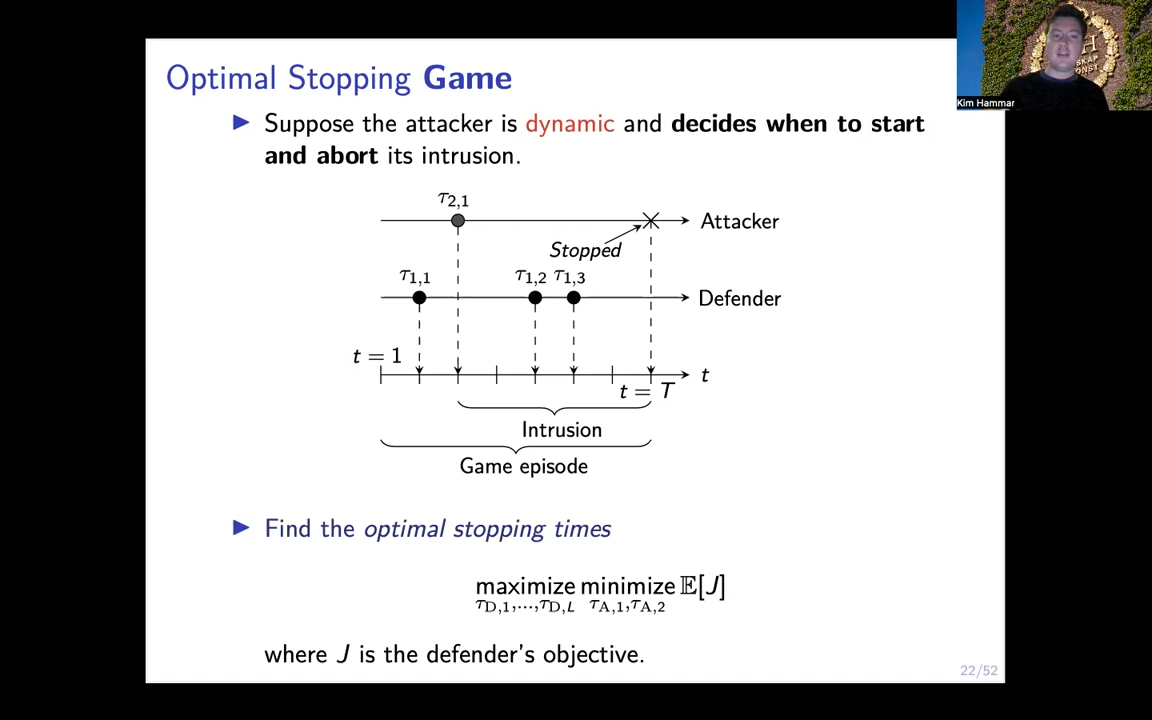 Optimal Stopping Game
▶ Suppose the attacker is dynamic and decides when to start
and abort its intrusion.
τ2,1
Attacker
Stopped
τ1,1 τ1,2 τ1,3
Defender
t = 1
t
t = T
Intrusion
Game episode
▶ Find the optimal stopping times
maximize minimize 𝔼[J]
τD,1,...,τD,L τA,1,τA,2
where J is the defender's objective.
22/52
H
SKAP
ONST
Kim Hammar